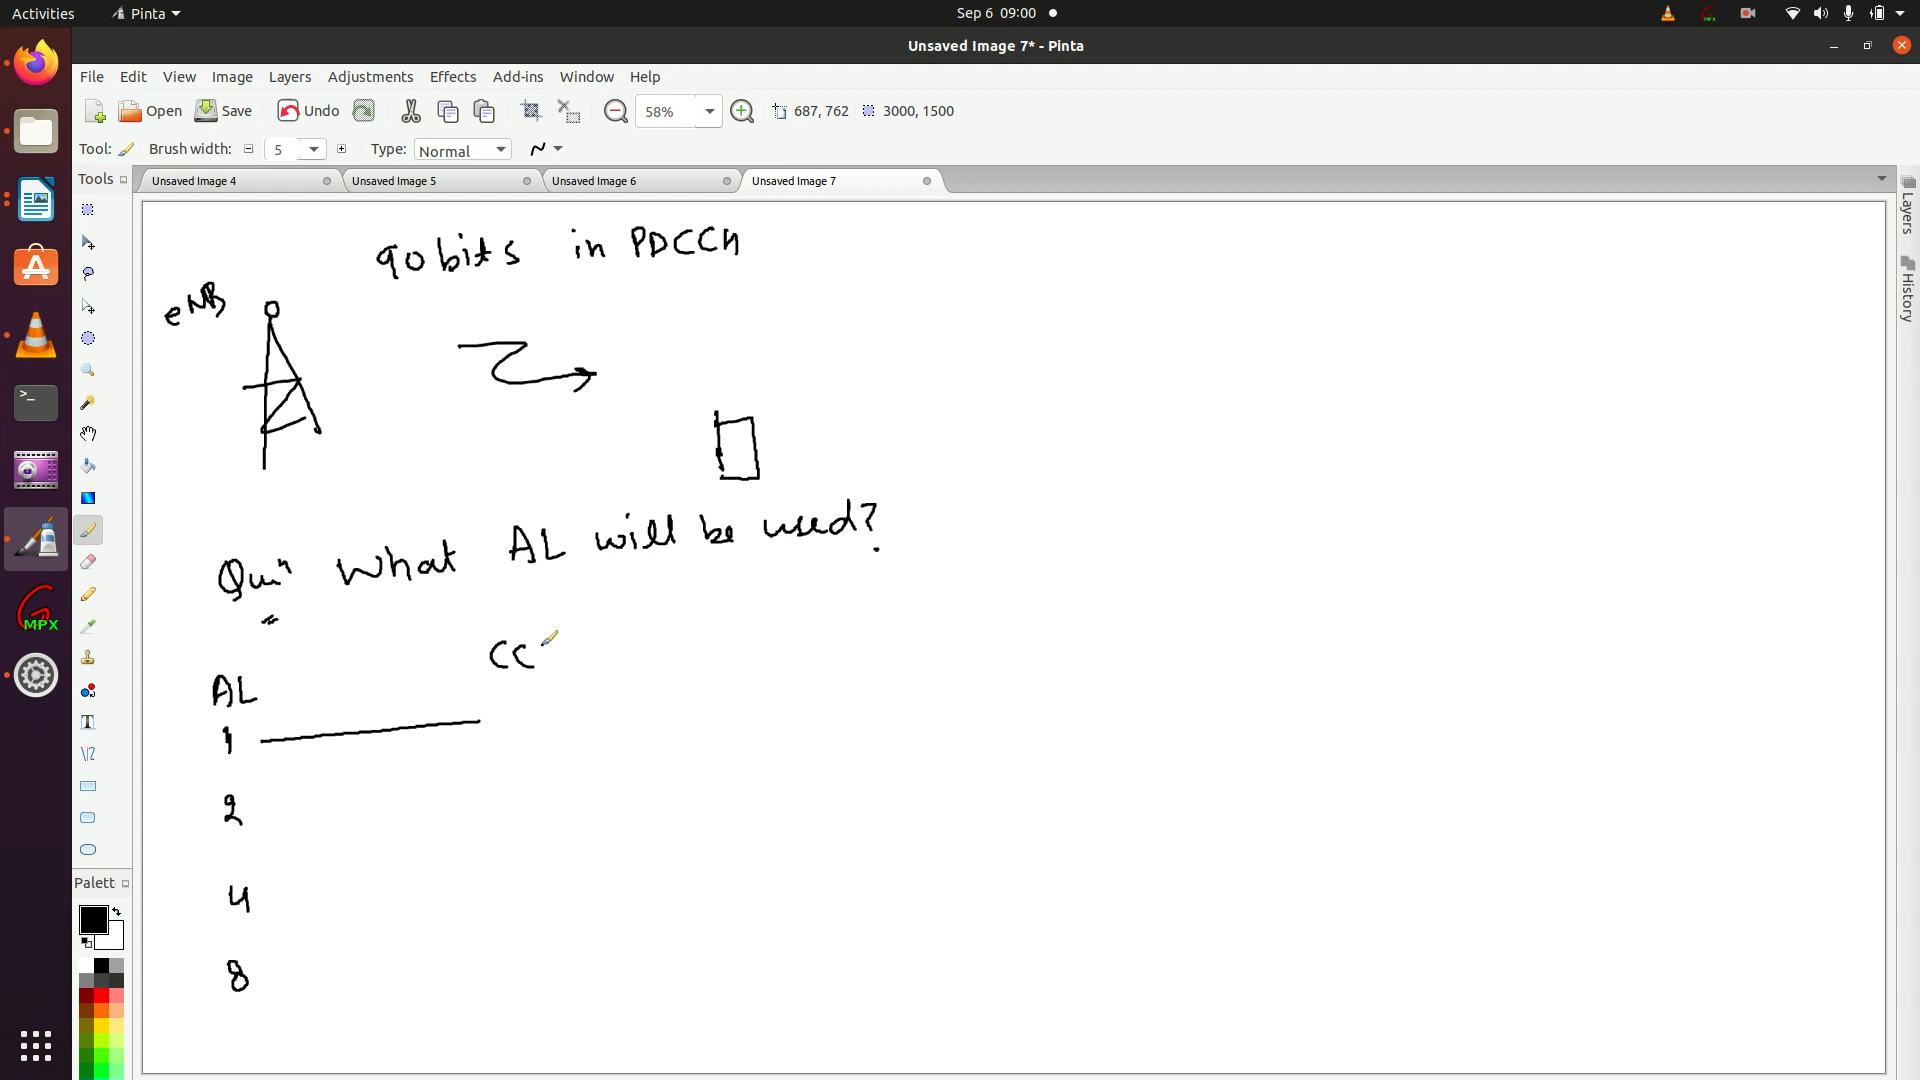 Activities Pinta Sep 6 09:00
Unsaved Image 7* - Pinta
File Edit View Image Layers Adjustments Effects Add-ins Window Help
Open Save Undo 58% 687, 762 3000, 1500
Tool: Brush width: 5 Type: Normal
Tools Unsaved Image 4 Unsaved Image 5 Unsaved Image 6 Unsaved Image 7
Layers
History
90 bits in PDCCH
eNB
What AL will be used?
CC
AL
1
2
4
8
MPX
Palett